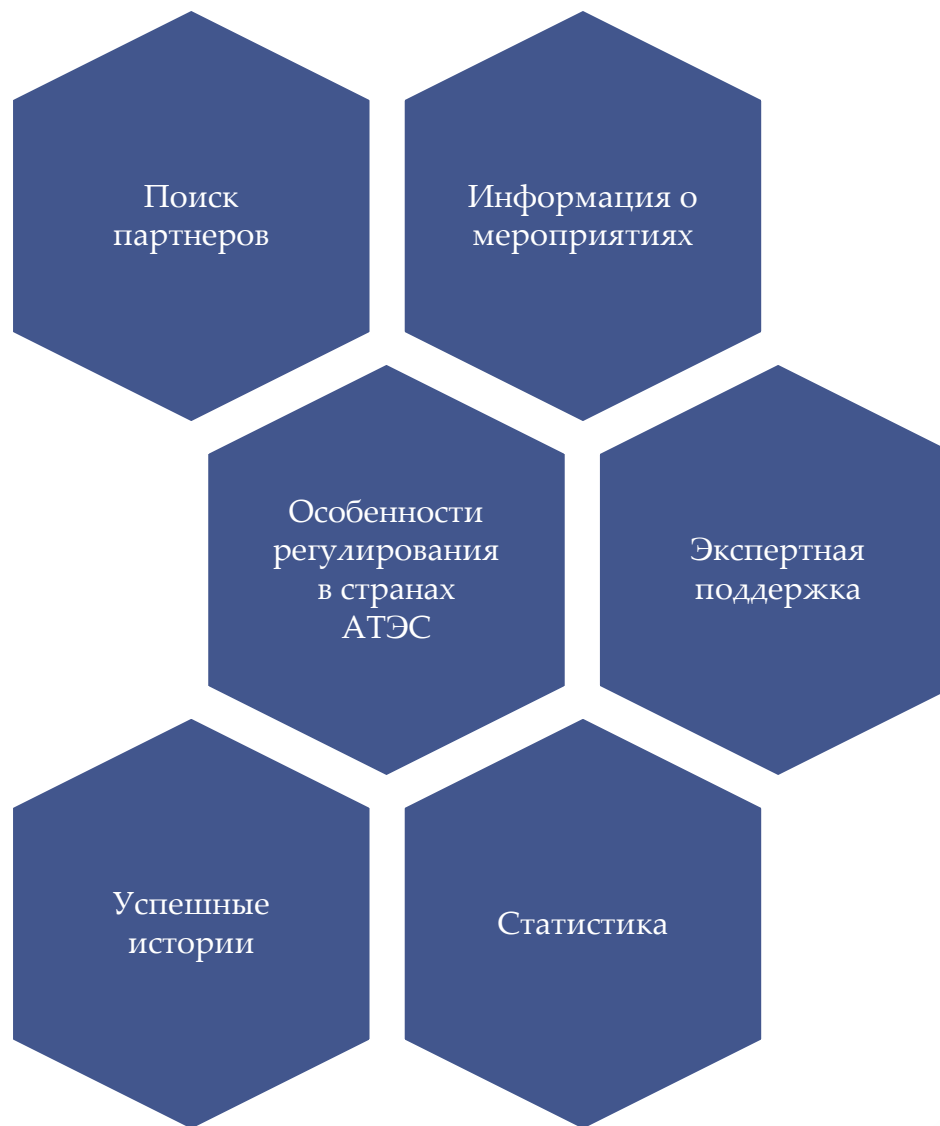 Поиск
партнеров
Информация о
мероприятиях
Особенности
регулирования
в странах
АТЭС
Экспертная
поддержка
Успешные
истории
Статистика